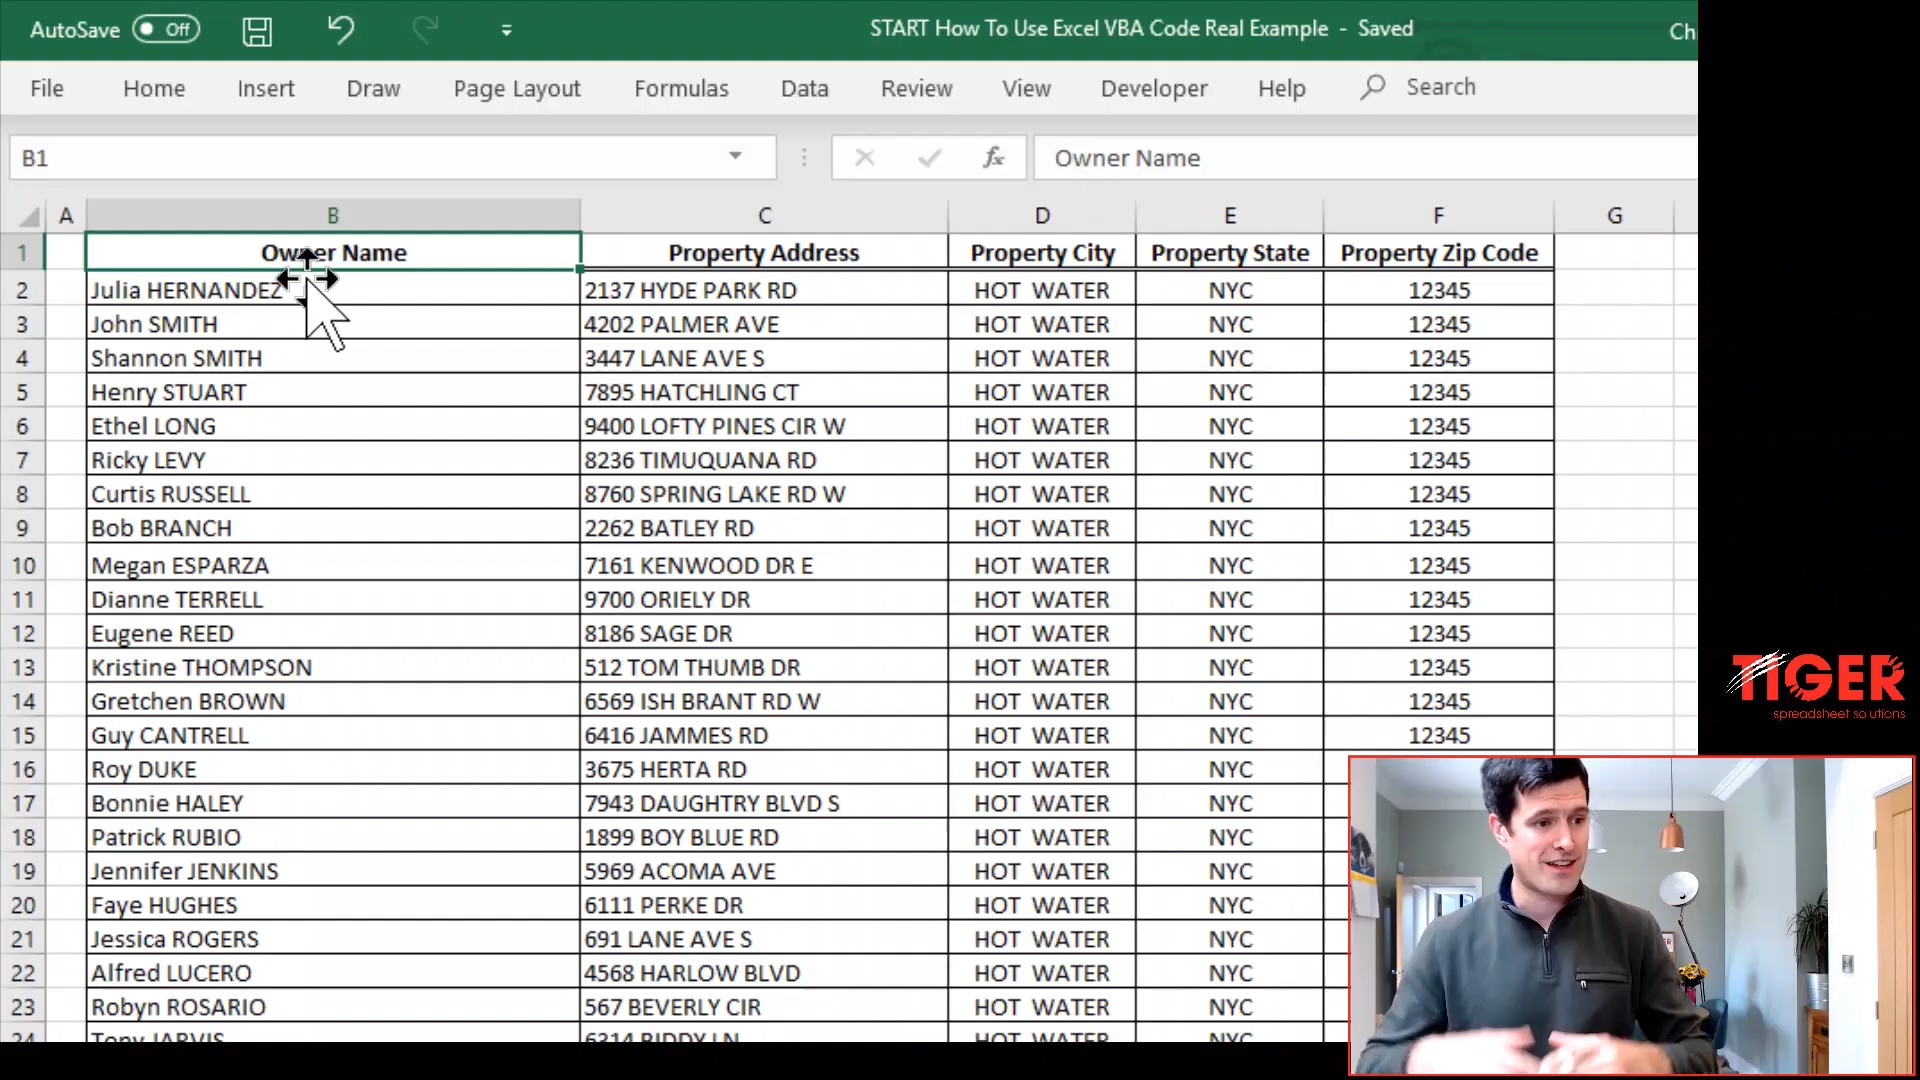 AutoSave Off START How To Use Excel VBA Code Real Example - Saved Ch
File Home Insert Draw Page Layout Formulas Data Review View Developer Help Search
B1 fx Owner Name
A B C D E F G
1 Owner Name Property Address Property City Property State Property Zip Code
2 Julia HERNANDEZ 2137 HYDE PARK RD HOT WATER NYC 12345
3 John SMITH 4202 PALMER AVE HOT WATER NYC 12345
4 Shannon SMITH 3447 LANE AVE S HOT WATER NYC 12345
5 Henry STUART 7895 HATCHLING CT HOT WATER NYC 12345
6 Ethel LONG 9400 LOFTY PINES CIR W HOT WATER NYC 12345
7 Ricky LEVY 8236 TIMUQUANA RD HOT WATER NYC 12345
8 Curtis RUSSELL 8760 SPRING LAKE RD W HOT WATER NYC 12345
9 Bob BRANCH 2262 BATLEY RD HOT WATER NYC 12345
10 Megan ESPARZA 7161 KENWOOD DR E HOT WATER NYC 12345
11 Dianne TERRELL 9700 ORIELY DR HOT WATER NYC 12345
12 Eugene REED 8186 SAGE DR HOT WATER NYC 12345
13 Kristine THOMPSON 512 TOM THUMB DR HOT WATER NYC 12345
14 Gretchen BROWN 6569 ISH BRANT RD W HOT WATER NYC 12345
15 Guy CANTRELL 6416 JAMMES RD HOT WATER NYC 12345
16 Roy DUKE 3675 HERTA RD HOT WATER NYC
17 Bonnie HALEY 7943 DAUGHTRY BLVD S HOT WATER NYC
18 Patrick RUBIO 1899 BOY BLUE RD HOT WATER NYC
19 Jennifer JENKINS 5969 ACOMA AVE HOT WATER NYC
20 Faye HUGHES 6111 PERKE DR HOT WATER NYC
21 Jessica ROGERS 691 LANE AVE S HOT WATER NYC
22 Alfred LUCERO 4568 HARLOW BLVD HOT WATER NYC
23 Robyn ROSARIO 567 BEVERLY CIR HOT WATER NYC
24 Tony JARVIS 6314 BIDDY LN HOT WATER NYC
TIGER
spreadsheet solutions